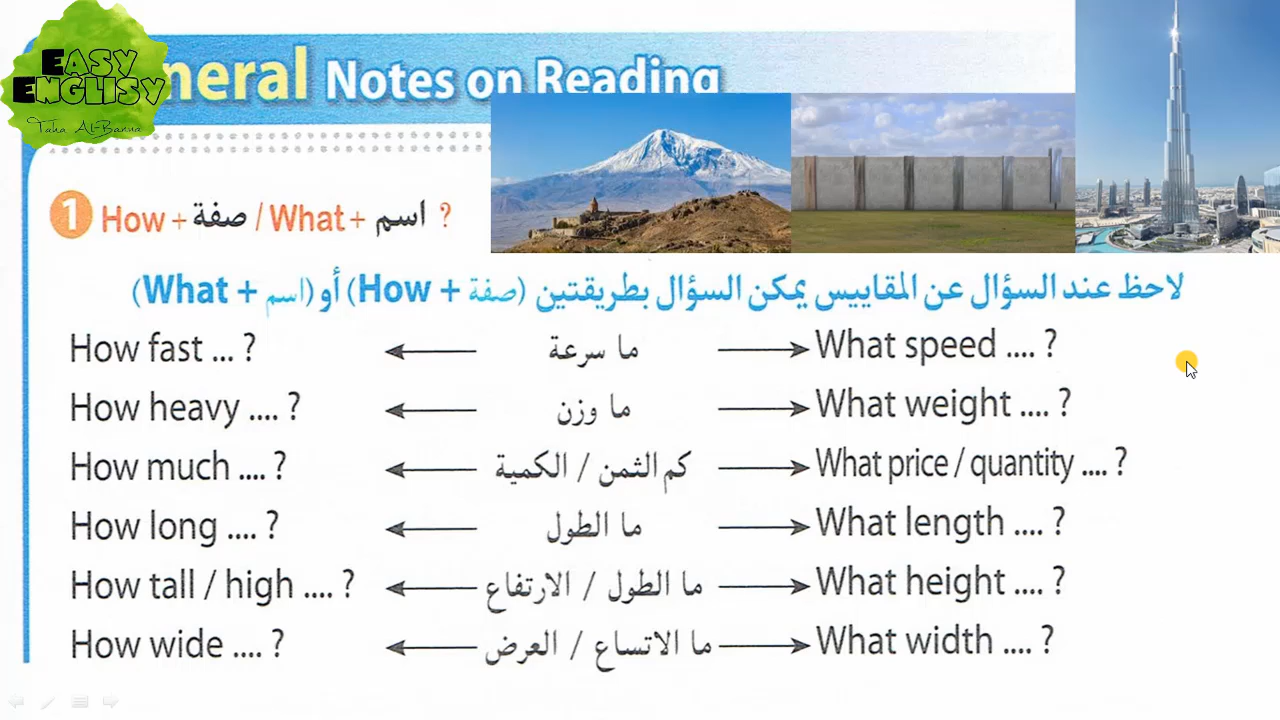 EASY
ENGLISY
Taha Al-Banna
neral Notes on Reading
1 How + صفة / What + اسم ?
لاحظ عند السؤال عن المقاييس يمكن السؤال بطريقتين (How + صفة) أو (What + اسم)
How fast ... ? ما سرعة What speed .... ?
How heavy .... ? ما وزن What weight .... ?
How much .... ? كم الثمن / الكمية What price / quantity .... ?
How long .... ? ما الطول What length .... ?
How tall / high .... ? ما الطول / الارتفاع What height .... ?
How wide .... ? ما الاتساع / العرض What width .... ?